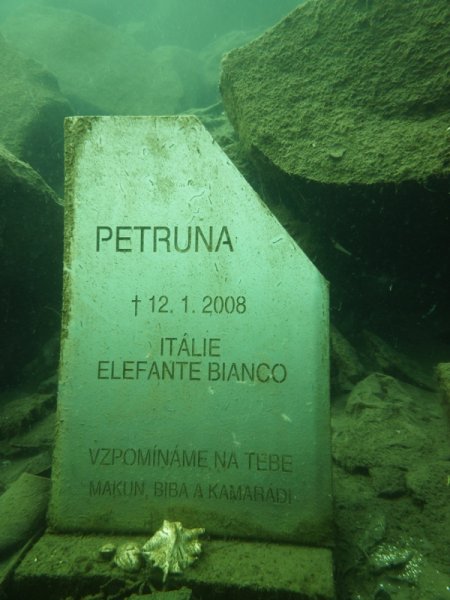 PETRUNA
† 12. 1. 2008
ITÁLIE
ELEFANTE BIANCO
VZPOMÍNÁME NA TEBE
MAKUN, BIBA A KAMARÁDI